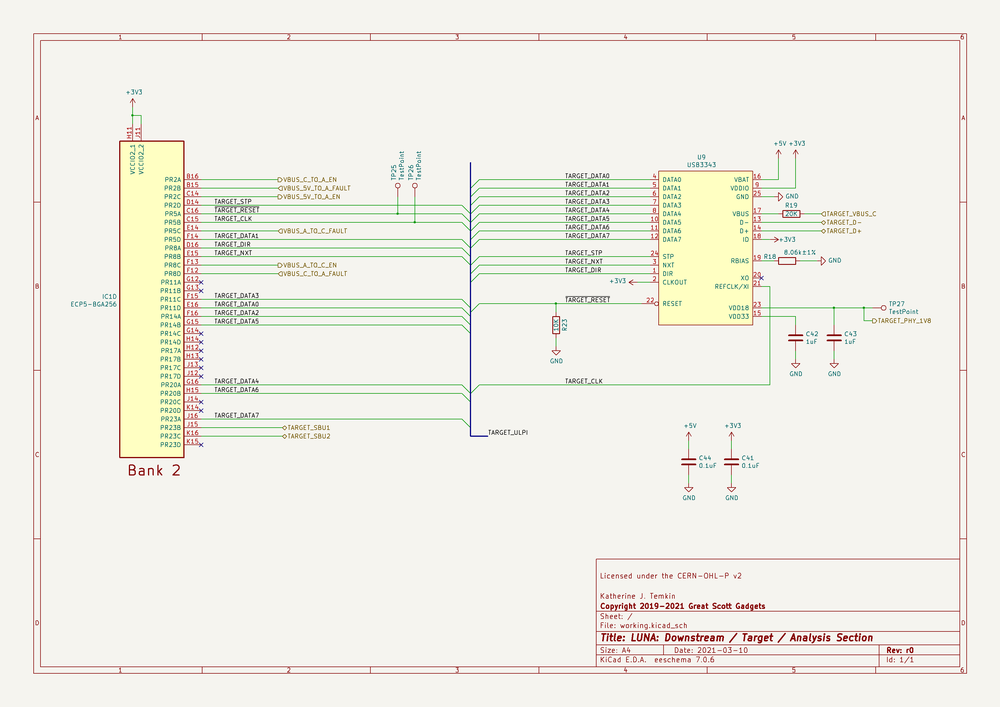 1 2 3 4 5 6
A A
B B
C C
D D
+3V3
H11 J11
VCCIO2_1
VCCIO2_2
IC1D
ECP5-BGA256
PR2A B16 VBUS_C_TO_A_EN
PR2B B15 VBUS_5V_TO_A_FAULT
PR2C C14 VBUS_5V_TO_A_EN
PR2D D14 TARGET_STP
PR5A C16 TARGET_RESET
PR5B C15 TARGET_CLK
PR5C E14 VBUS_A_TO_C_FAULT
PR5D F14 TARGET_DATA1
PR8A D16 TARGET_DIR
PR8B E15 TARGET_NXT
PR8C F13 VBUS_A_TO_C_EN
PR8D F12 VBUS_C_TO_A_FAULT
PR11A G12
PR11B G13
PR11C F15 TARGET_DATA3
PR11D E16 TARGET_DATA0
PR14A F16 TARGET_DATA2
PR14B G15 TARGET_DATA5
PR14C G14
PR14D H14
PR17A H12
PR17B H13
PR17C J13
PR17D J12
PR20A G16 TARGET_DATA4
PR20B H15 TARGET_DATA6
PR20C J14
PR20D K14
PR23A J16 TARGET_DATA7
PR23B J15 TARGET_SBU1
PR23C K16 TARGET_SBU2
PR23D K15
Bank 2
TP25
TestPoint
TP26
TestPoint
TARGET_ULPI
U9
USB3343
TARGET_DATA0 4 DATA0
TARGET_DATA1 5 DATA1
TARGET_DATA2 6 DATA2
TARGET_DATA3 7 DATA3
TARGET_DATA4 8 DATA4
TARGET_DATA5 10 DATA5
TARGET_DATA6 11 DATA6
TARGET_DATA7 12 DATA7
TARGET_STP 24 STP
TARGET_NXT 3 NXT
TARGET_DIR 1 DIR
+3V3 2 CLKOUT
TARGET_RESET 22 RESET
10K
R23
GND
TARGET_CLK
+5V +3V3
VBAT 16
VDDIO 9
GND 25 GND
R19
VBUS 17 20K TARGET_VBUS_C
D- 13 TARGET_D-
D+ 14 TARGET_D+
ID 18 +3V3
8.06k±1%
RBIAS 19 R18 GND
XO 20
REFCLK/XI 21
VDD18 23
VDD33 15
TP27
TestPoint
TARGET_PHY_1V8
C42
1uF
GND
C43
1uF
GND
+5V
C44
0.1uF
GND
+3V3
C41
0.1uF
GND
Licensed under the CERN-OHL-P v2
Katherine J. Temkin
Copyright 2019-2021 Great Scott Gadgets
Sheet: /
File: working.kicad_sch
Title: LUNA: Downstream / Target / Analysis Section
Size: A4 Date: 2021-03-10 Rev: r0
KiCad E.D.A. eeschema 7.0.6 Id: 1/1
1 2 3 4 5 6